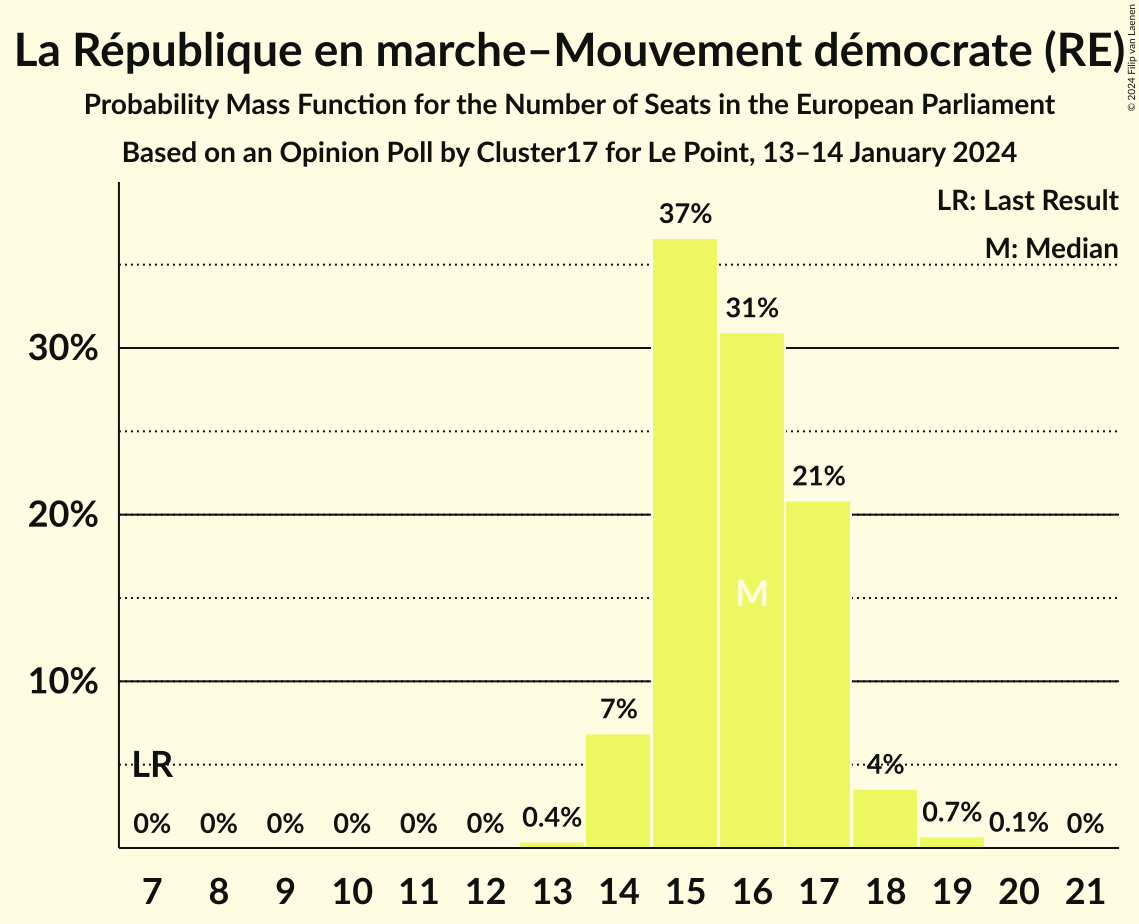 La République en marche–Mouvement démocrate (RE)
© 2024 Filip van Laenen
Probability Mass Function for the Number of Seats in the European Parliament
Based on an Opinion Poll by Cluster17 for Le Point, 13–14 January 2024
LR: Last Result
M: Median
37%
31%
30%
21%
20%
M
10%
7%
LR
4%
0% 0% 0% 0% 0% 0% 0.4% 0.7% 0.1% 0%
7 8 9 10 11 12 13 14 15 16 17 18 19 20 21